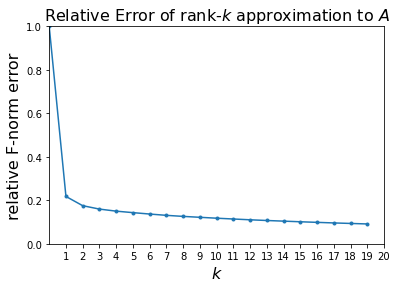 Relative Error of rank-k approximation to A
relative F-norm error
1.0
0.8
0.6
0.4
0.2
0.0
1 2 3 4 5 6 7 8 9 10 11 12 13 14 15 16 17 18 19 20
k